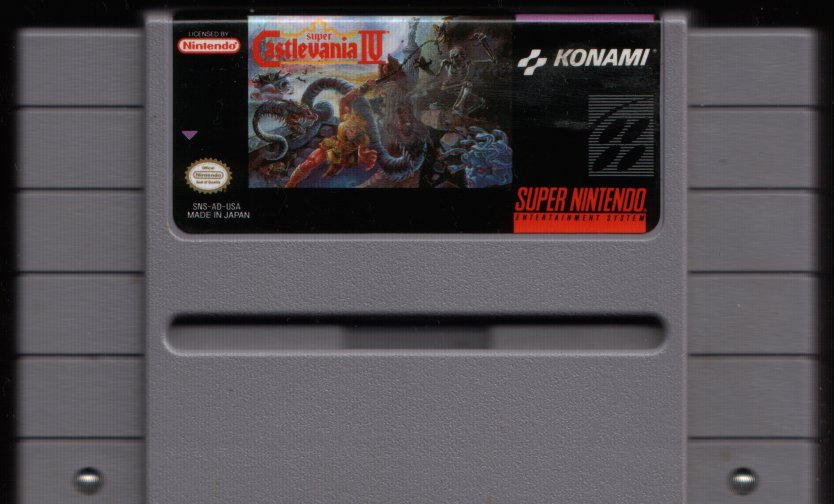 LICENSED BY
Nintendo®
super
Castlevania IV
KONAMI®
Official
Nintendo
Seal of Quality
SNS-AD-USA
MADE IN JAPAN
SUPER NINTENDO
ENTERTAINMENT SYSTEM